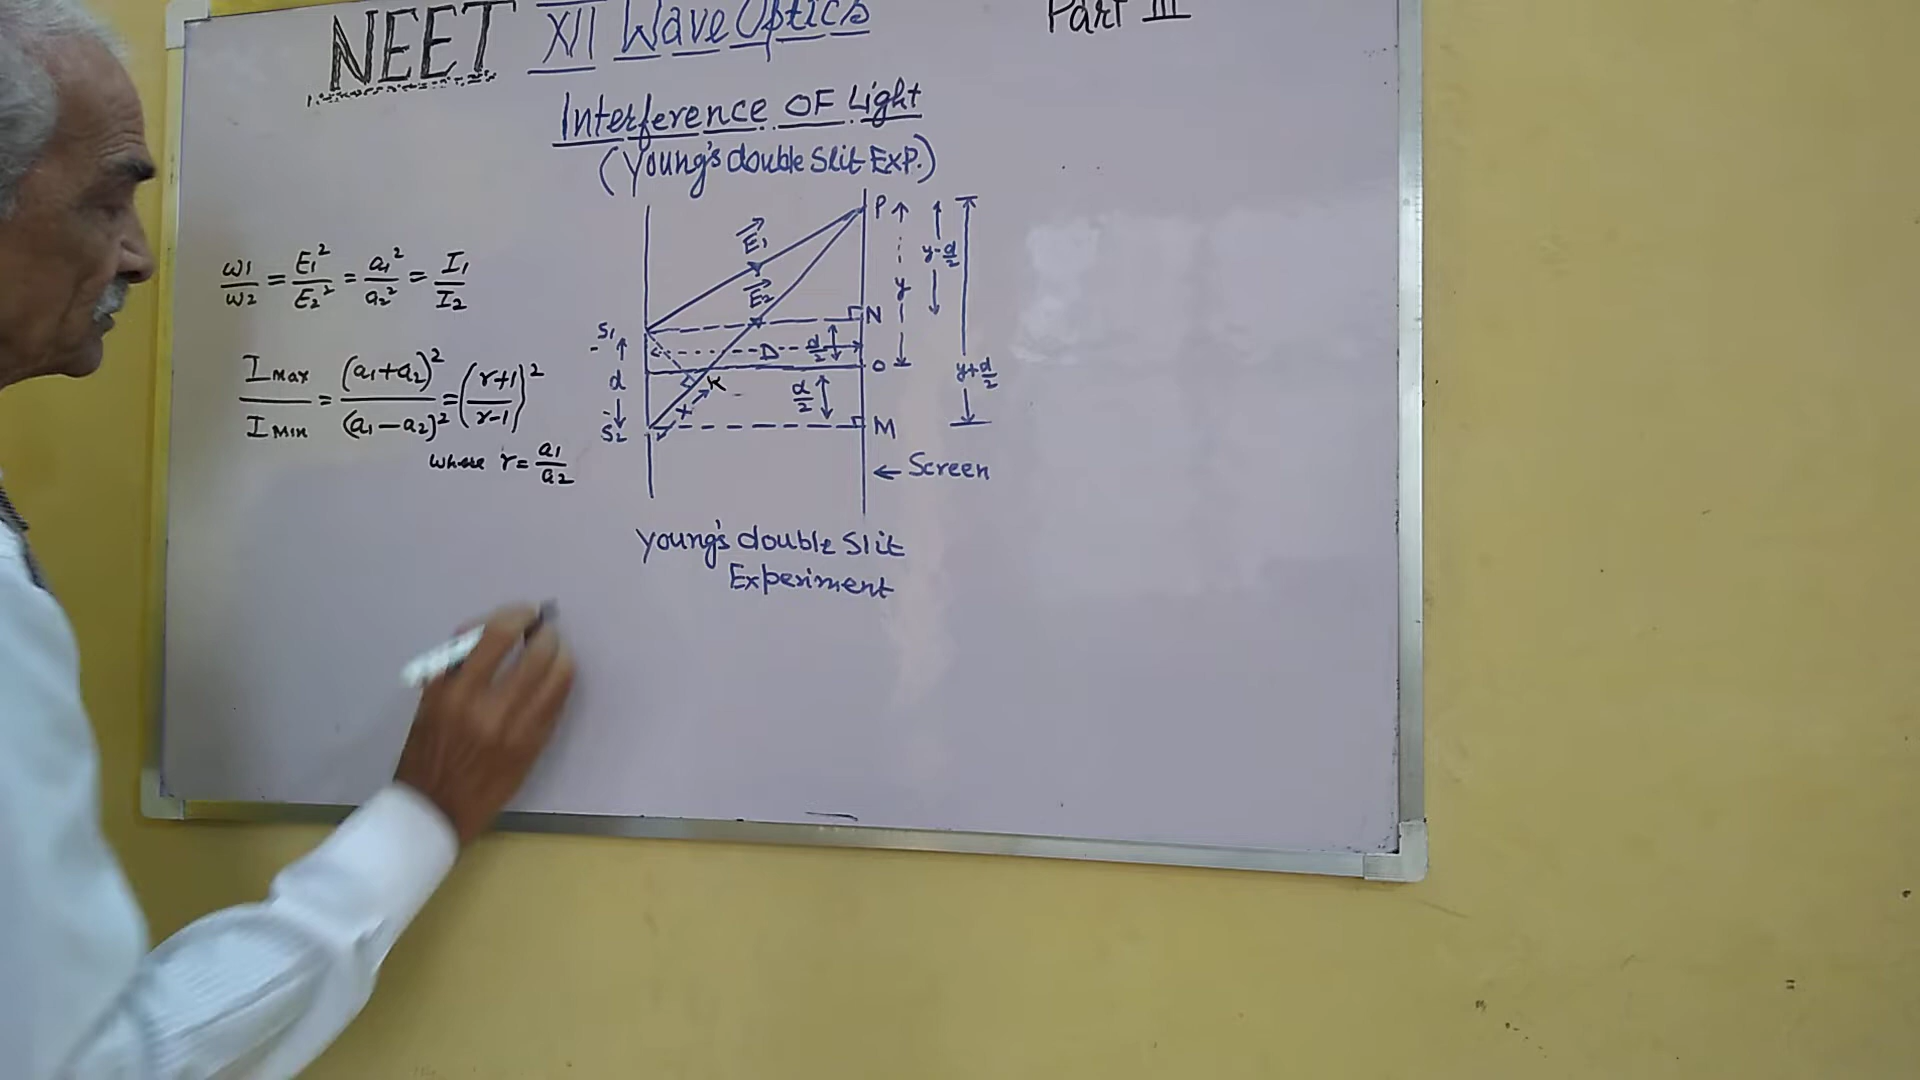 NEET XII Wave Optics Part III
Interference OF Light
(Young's double Slit Exp.)
ω1/ω2 = E1²/E2² = a1²/a2² = I1/I2
I Max / I Min = (a1+a2)²/(a1-a2)² = (r+1/r-1)²
where r = a1/a2
E1
E2
P
y-d/2
y
N
S1
D
d/2
O
d
K
x
d/2
y+d/2
S2
M
← Screen
Young's double Slit
Experiment